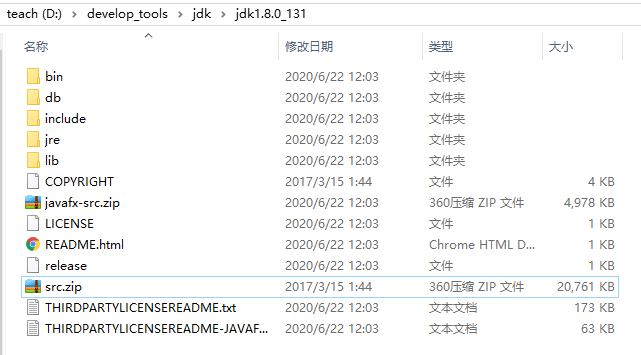 teach (D:) > develop_tools > jdk > jdk1.8.0_131
名称 修改日期 类型 大小
bin 2020/6/22 12:03 文件夹
db 2020/6/22 12:03 文件夹
include 2020/6/22 12:03 文件夹
jre 2020/6/22 12:03 文件夹
lib 2020/6/22 12:03 文件夹
COPYRIGHT 2017/3/15 1:44 文件 4 KB
javafx-src.zip 2020/6/22 12:03 360压缩 ZIP 文件 4,978 KB
LICENSE 2020/6/22 12:03 文件 1 KB
README.html 2020/6/22 12:03 Chrome HTML D... 1 KB
release 2020/6/22 12:03 文件 1 KB
src.zip 2017/3/15 1:44 360压缩 ZIP 文件 20,761 KB
THIRDPARTYLICENSEREADME.txt 2020/6/22 12:03 文本文档 173 KB
THIRDPARTYLICENSEREADME-JAVAF... 2020/6/22 12:03 文本文档 63 KB